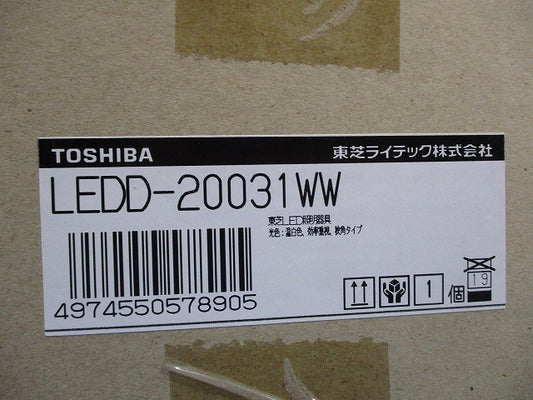 TOSHIBA 東芝ライテック株式会社
LEDD-20031WW
東芝LED照明器具
光色：温白色、効率重視、狭角タイプ
4974550578905
1個
19